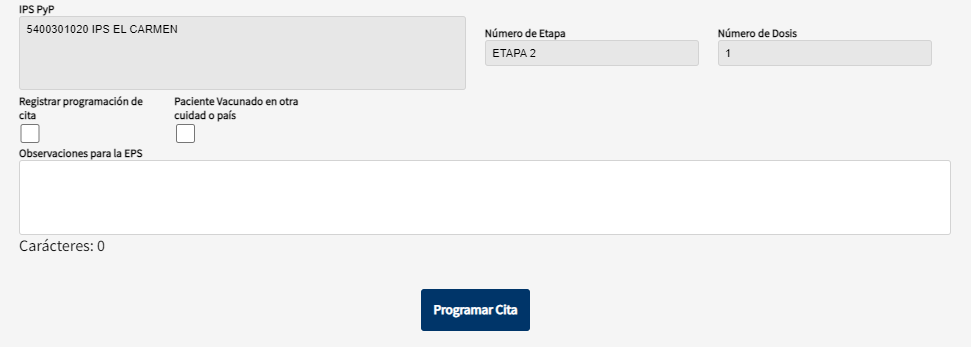 IPS PyP
5400301020 IPS EL CARMEN
Número de Etapa
ETAPA 2
Número de Dosis
1
Registrar programación de
cita
Paciente Vacunado en otra
cuidad o país
Observaciones para la EPS
Carácteres: 0
Programar Cita